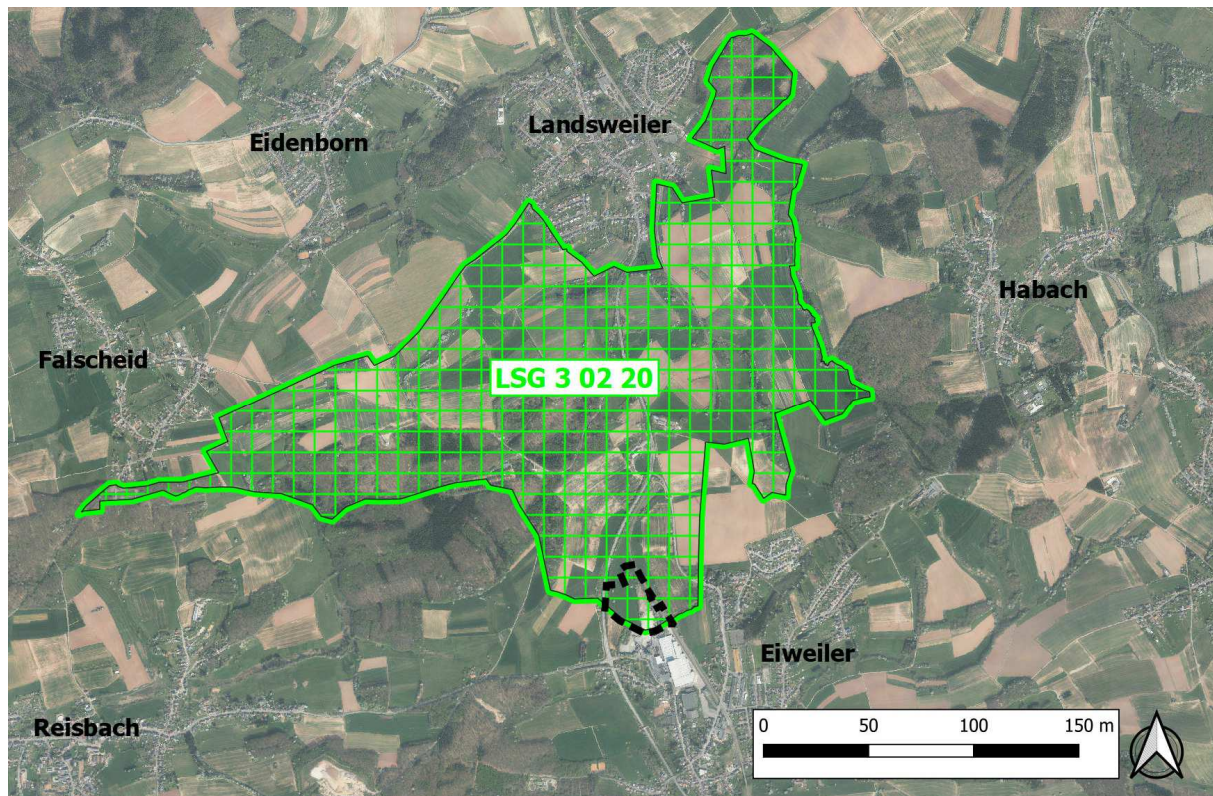 Landsweiler
Eidenborn
Habach
Falscheid
LSG 3 02 20
Eiweiler
Reisbach
0 50 100 150 m